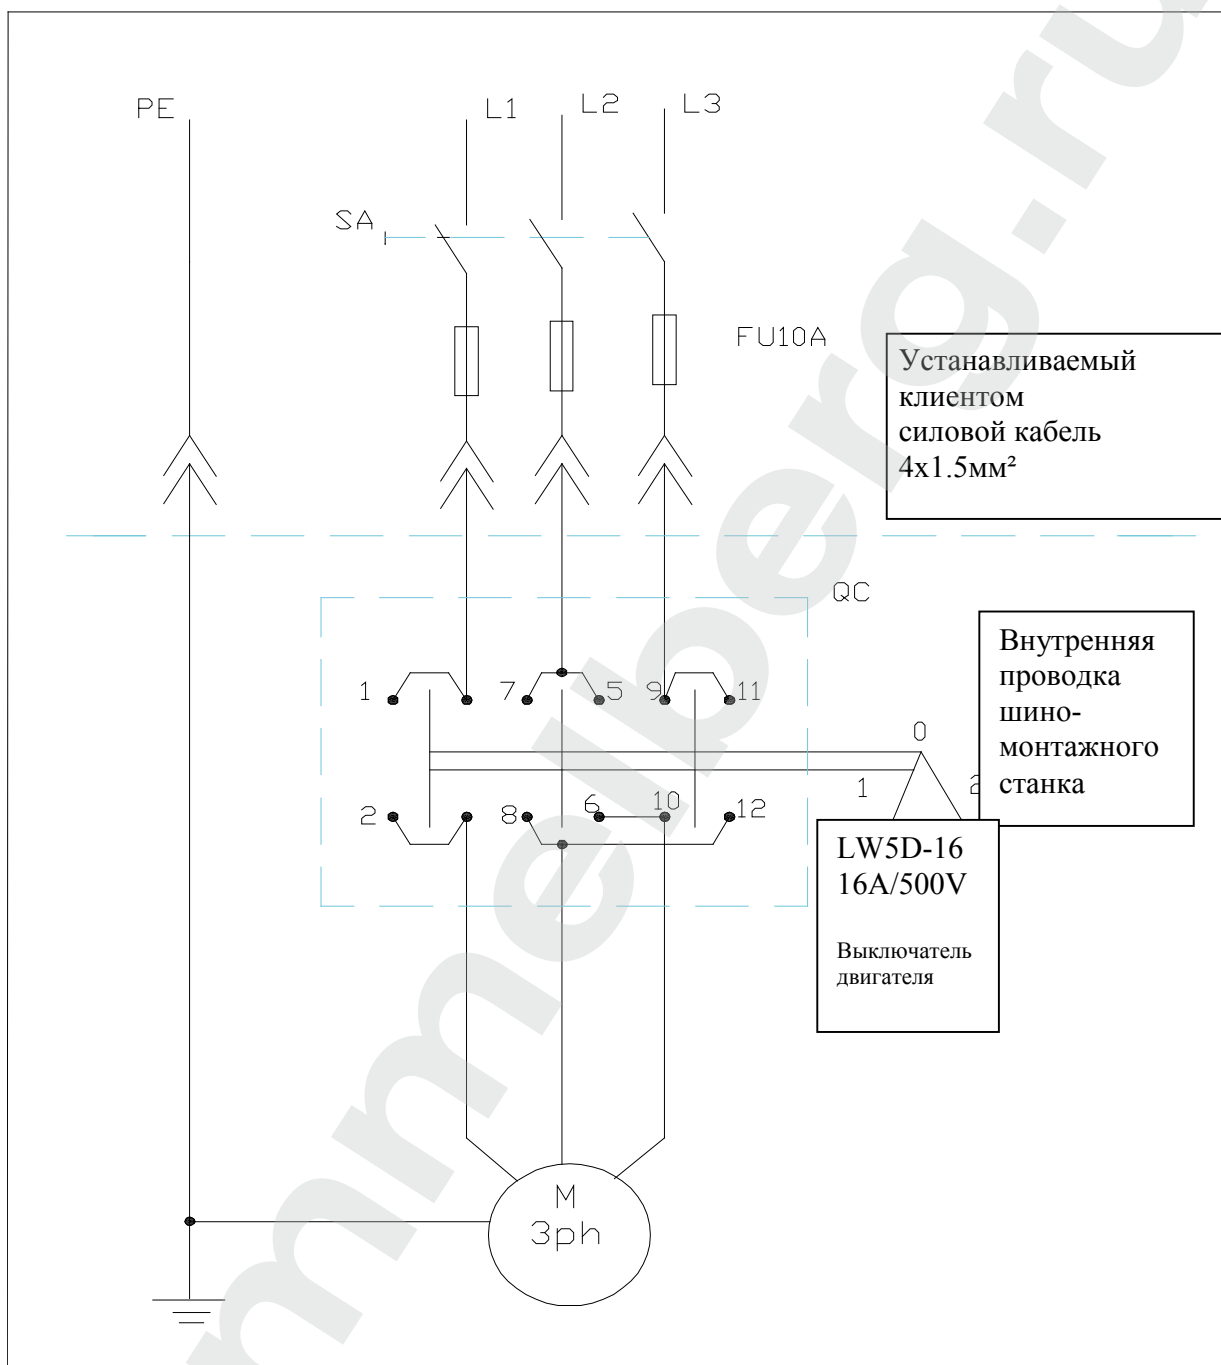 PE
L1
L2
L3
SA
FU10A
Устанавливаемый
клиентом
силовой кабель
4x1.5мм²
QC
Внутренняя
проводка
шино-
монтажного
станка
1
7
5
9
11
0
1
2
2
8
6
10
12
LW5D-16
16A/500V
Выключатель
двигателя
M
3ph
mmelberg.ru